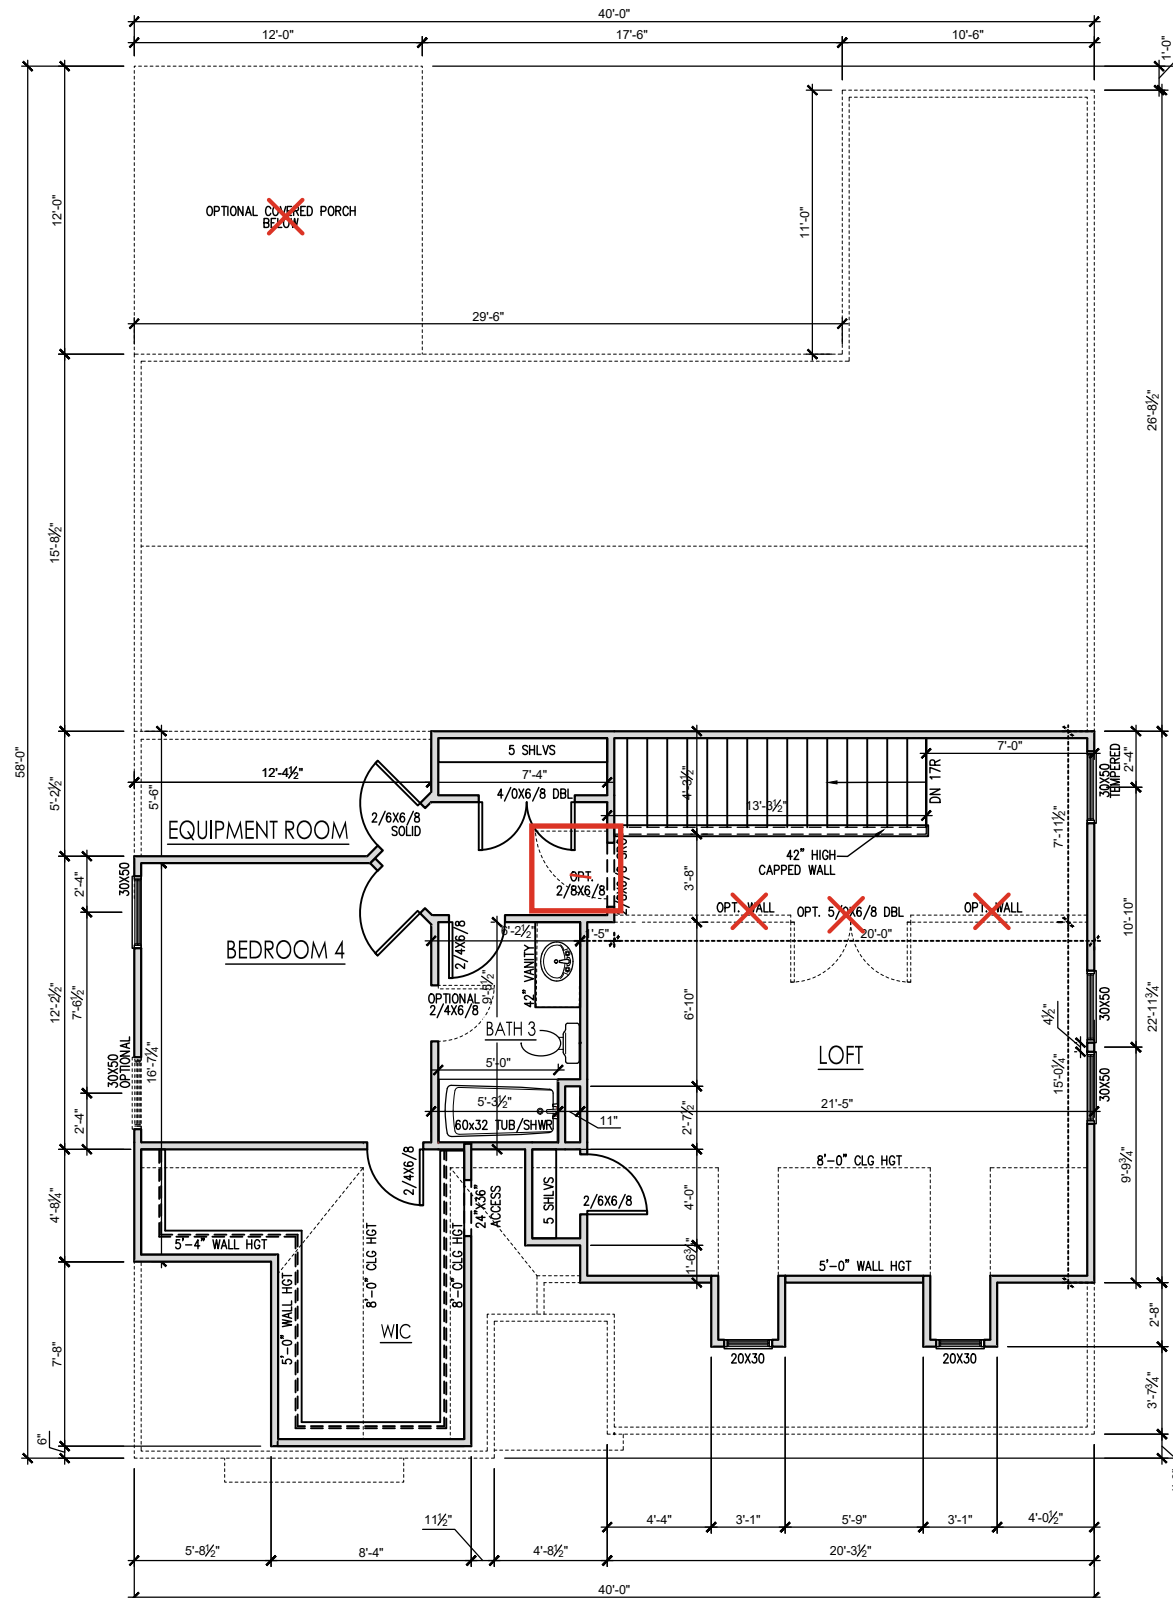 40'-0"
12'-0"
17'-6"
10'-6"
1'-0"
12'-0"
OPTIONAL COVERED PORCH
BELOW
11'-0"
29'-6"
26'-8½"
15'-8½"
58'-0"
5 SHLVS
7'-0"
12'-4½"
7'-4"
4/0X6/8 DBL
4'-3½"
13'-3½"
DN 17R
30X50
TEMPERED
2'-4"
5'-2½"
5'-6"
2/6X6/8
SOLID
EQUIPMENT ROOM
42" HIGH
CAPPED WALL
7'-11½"
2'-4"
30X50
OPT.
2/8X6/8
3'-8"
OPT. WALL
OPT. 5/0X6/8 DBL
OPT. WALL
10'-10"
BEDROOM 4
2/4X6/8
6'-2½"
1'-5"
20'-0"
42" VANITY
9'-5½"
OPTIONAL
2/4X6/8
12'-2½"
7'-6½"
6'-10"
4½"
30X50
22'-11¾"
BATH 3
LOFT
30X50
OPTIONAL
16'-7¼"
5'-0"
15'-0¼"
30X50
2'-4"
5'-3½"
60x32 TUB/SHWR
11"
2'-7½"
21'-5"
8'-0" CLG HGT
4'-8¼"
2/4X6/8
24"X36"
ACCESS
5 SHLVS
2/6X6/8
4'-0"
9'-9¾"
5'-4" WALL HGT
8'-0" CLG HGT
8'-0" CLG HGT
1'-6¾"
5'-0" WALL HGT
5'-0" WALL HGT
WIC
7'-8"
2'-8"
20X30
20X30
3'-7¾"
6"
11½"
4'-4"
3'-1"
5'-9"
3'-1"
4'-0½"
5'-8½"
8'-4"
4'-8½"
20'-3½"
40'-0"